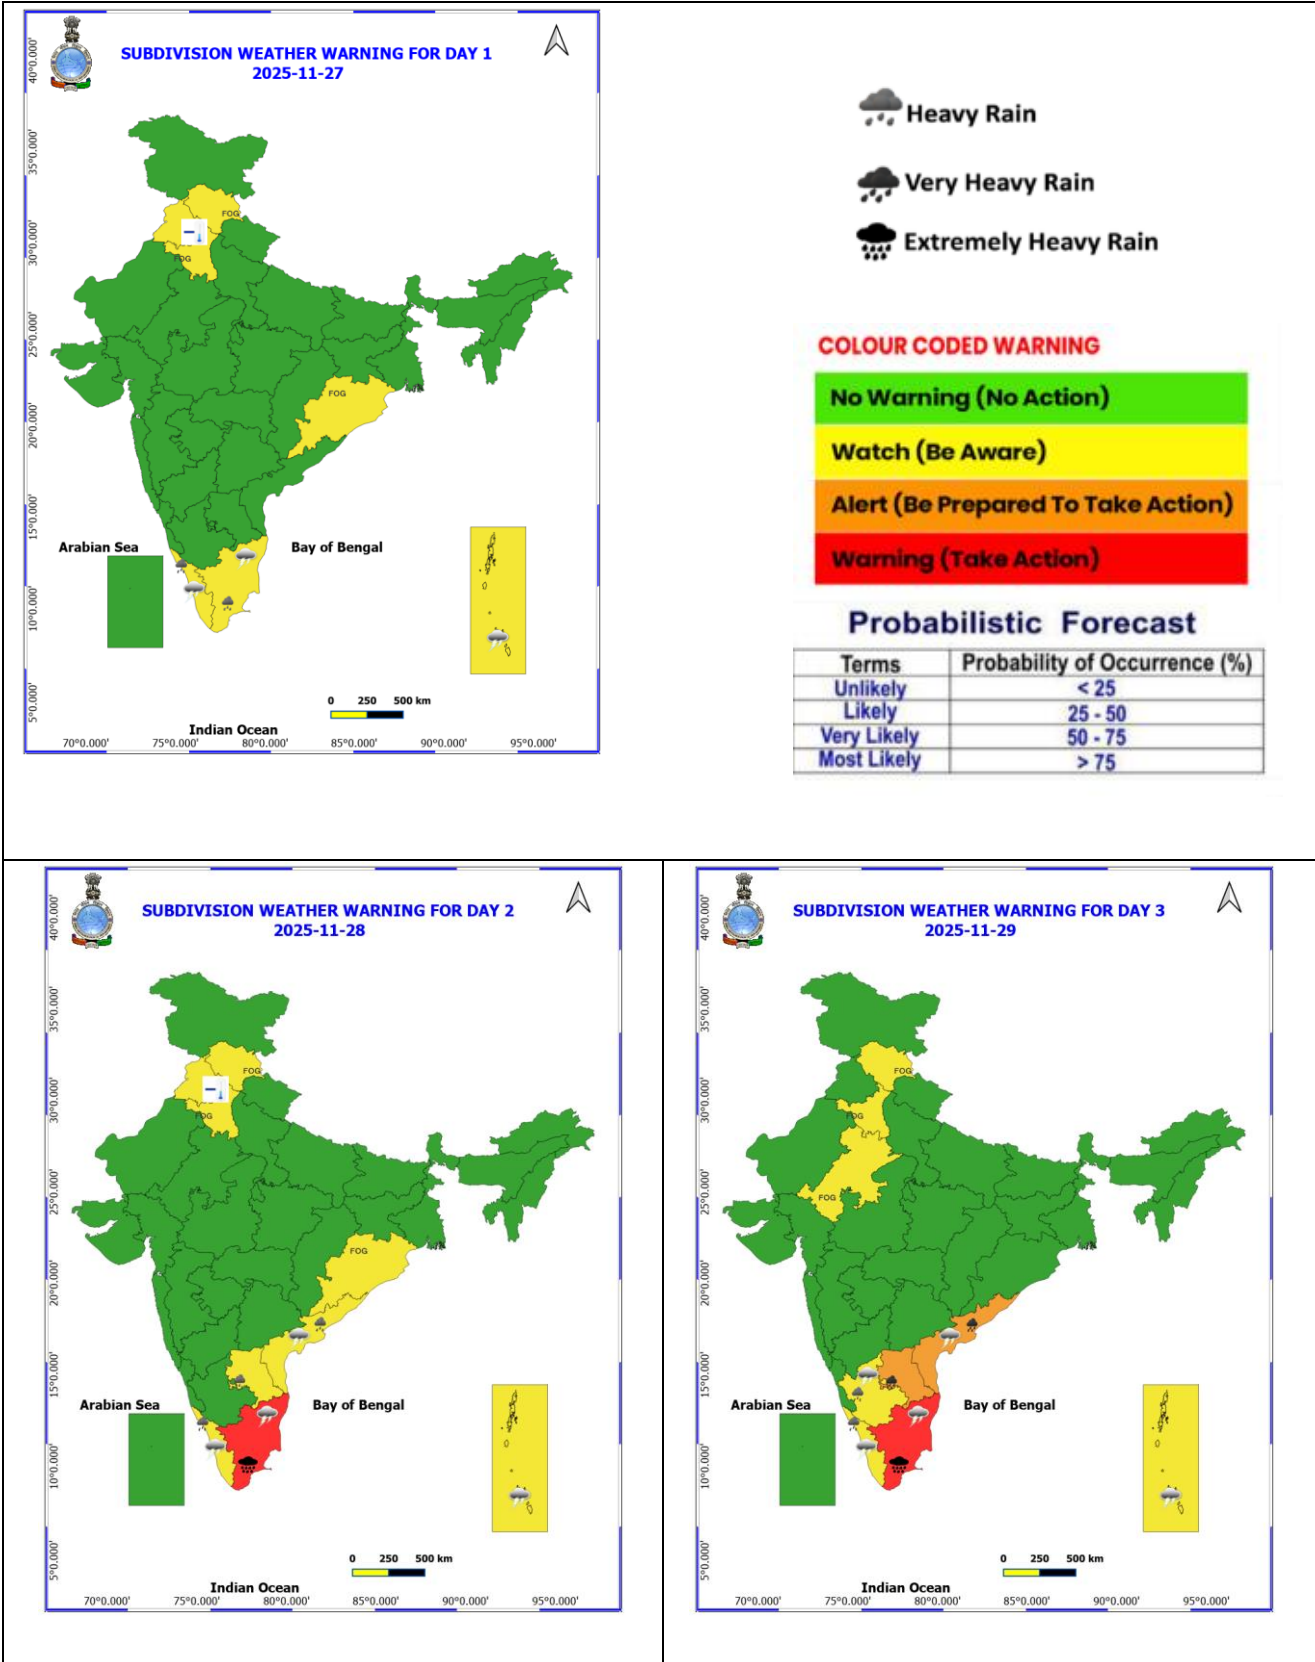 SUBDIVISION WEATHER WARNING FOR DAY 1
2025-11-27
40°0.000'
35°0.000'
30°0.000'
25°0.000'
20°0.000'
15°0.000'
10°0.000'
5°0.000'
FOG
FOG
FOG
Arabian Sea
Bay of Bengal
0 250 500 km
Indian Ocean
70°0.000' 75°0.000' 80°0.000' 85°0.000' 90°0.000' 95°0.000'
Heavy Rain
Very Heavy Rain
Extremely Heavy Rain
COLOUR CODED WARNING
No Warning (No Action)
Watch (Be Aware)
Alert (Be Prepared To Take Action)
Warning (Take Action)
Probabilistic Forecast
Terms Probability of Occurrence (%)
Unlikely < 25
Likely 25 - 50
Very Likely 50 - 75
Most Likely > 75
SUBDIVISION WEATHER WARNING FOR DAY 2
2025-11-28
40°0.000'
35°0.000'
30°0.000'
25°0.000'
20°0.000'
15°0.000'
10°0.000'
5°0.000'
FOG
FOG
FOG
Arabian Sea
Bay of Bengal
0 250 500 km
Indian Ocean
70°0.000' 75°0.000' 80°0.000' 85°0.000' 90°0.000' 95°0.000'
SUBDIVISION WEATHER WARNING FOR DAY 3
2025-11-29
40°0.000'
35°0.000'
30°0.000'
25°0.000'
20°0.000'
15°0.000'
10°0.000'
5°0.000'
FOG
FOG
FOG
Arabian Sea
Bay of Bengal
0 250 500 km
Indian Ocean
70°0.000' 75°0.000' 80°0.000' 85°0.000' 90°0.000' 95°0.000'